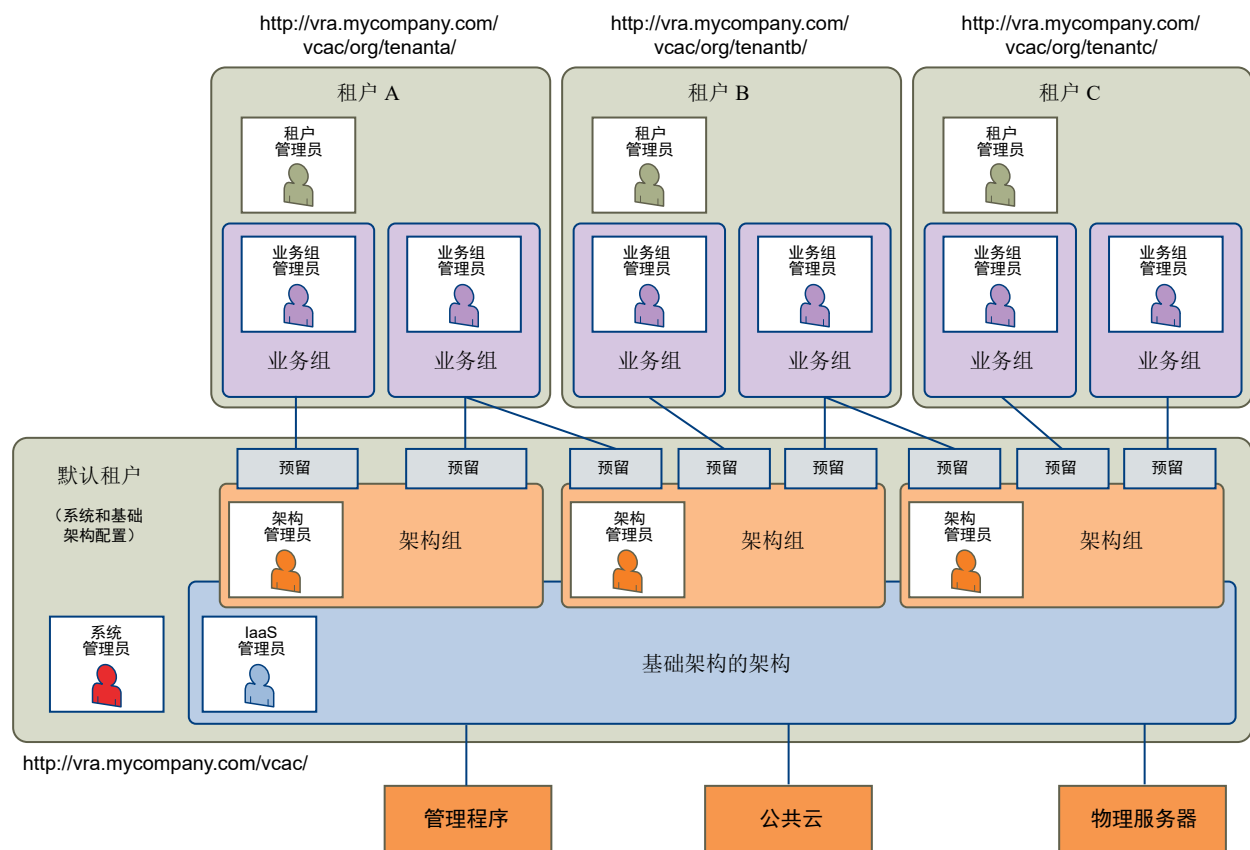 http://vra.mycompany.com/
vcac/org/tenanta/
http://vra.mycompany.com/
vcac/org/tenantb/
http://vra.mycompany.com/
vcac/org/tenantc/
租户 A
租户 B
租户 C
租户
管理员
租户
管理员
租户
管理员
业务组
管理员
业务组
管理员
业务组
管理员
业务组
管理员
业务组
管理员
业务组
管理员
业务组
业务组
业务组
业务组
业务组
业务组
预留
预留
预留
预留
预留
预留
预留
预留
默认租户
（系统和基础
架构配置）
架构
管理员
架构组
架构
管理员
架构组
架构
管理员
架构组
系统
管理员
IaaS
管理员
基础架构的架构
http://vra.mycompany.com/vcac/
管理程序
公共云
物理服务器